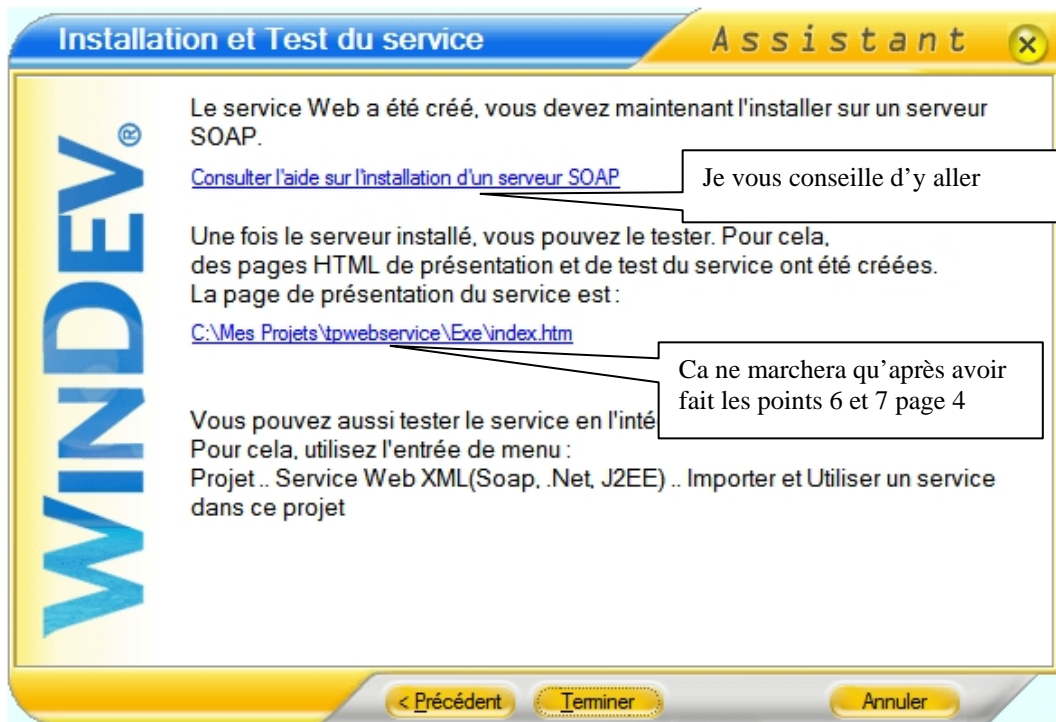 Installation et Test du service
Assistant
WINDEV®
Le service Web a été créé, vous devez maintenant l'installer sur un serveur
SOAP.
Consulter l'aide sur l'installation d'un serveur SOAP
Je vous conseille d’y aller
Une fois le serveur installé, vous pouvez le tester. Pour cela,
des pages HTML de présentation et de test du service ont été créées.
La page de présentation du service est :
C:\Mes Projets\tpwebservice\Exe\index.htm
Ca ne marchera qu’après avoir
fait les points 6 et 7 page 4
Vous pouvez aussi tester le service en
Pour cela, utilisez l'entrée de menu :
Projet .. Service Web XML(Soap, .Net, J2EE) .. Importer et Utiliser un service
dans ce projet
< Précédent
Terminer
Annuler